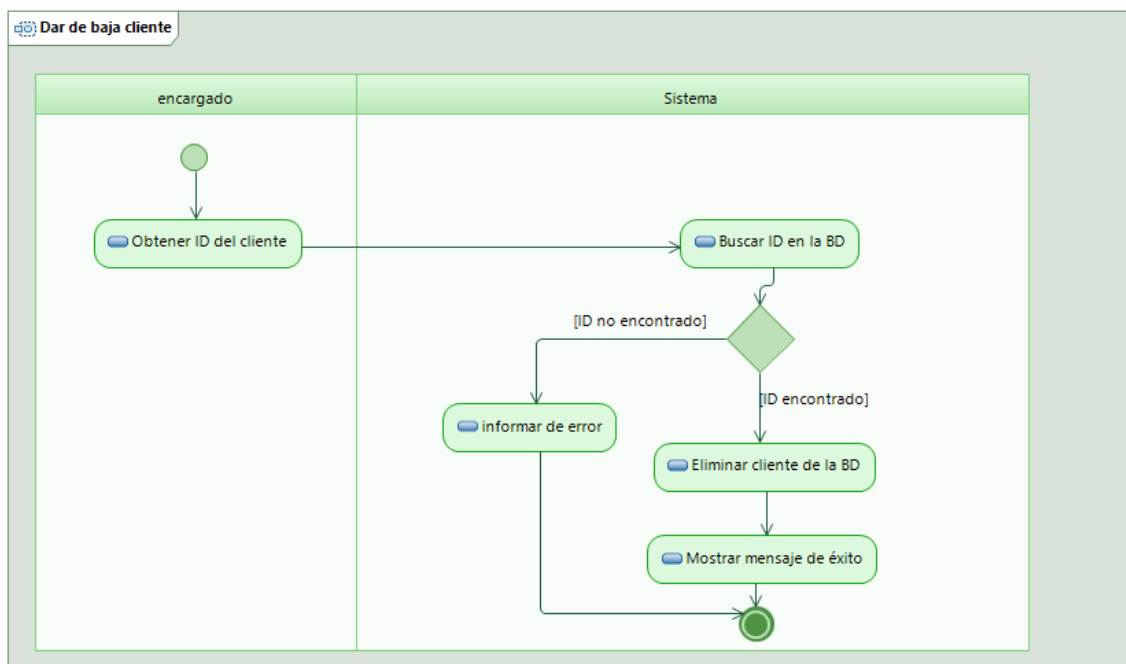 Dar de baja cliente
encargado
Sistema
Obtener ID del cliente
Buscar ID en la BD
[ID no encontrado]
[ID encontrado]
informar de error
Eliminar cliente de la BD
Mostrar mensaje de éxito